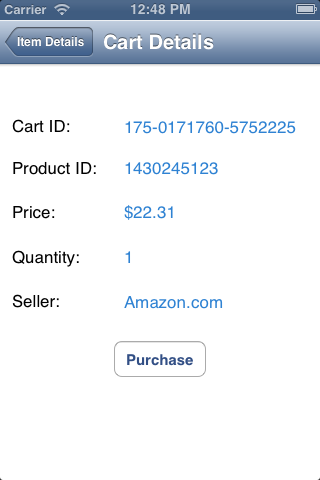 Carrier 12:48 PM
Item Details Cart Details
Cart ID: 175-0171760-5752225
Product ID: 1430245123
Price: $22.31
Quantity: 1
Seller: Amazon.com
Purchase